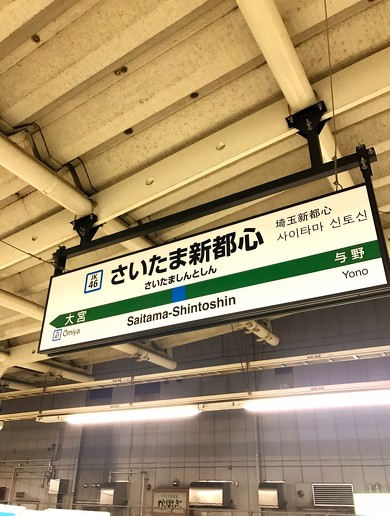 JK
46
さいたま新都心
さいたましんとしん
埼玉新都心
사이타마 신토신
大宮
Ōmiya
Saitama-Shintoshin
与野
Yono